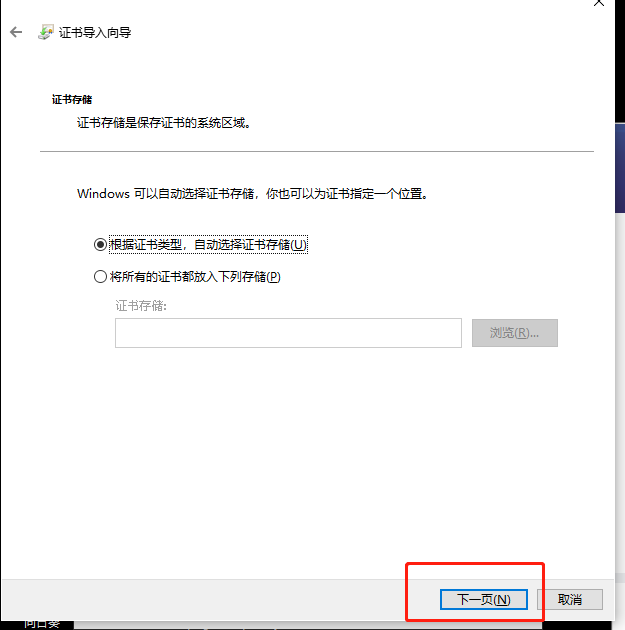 证书导入向导
证书存储
证书存储是保存证书的系统区域。
Windows 可以自动选择证书存储，你也可以为证书指定一个位置。
根据证书类型，自动选择证书存储(U)
将所有的证书都放入下列存储(P)
证书存储:
浏览(R)...
下一页(N)
取消
向日葵